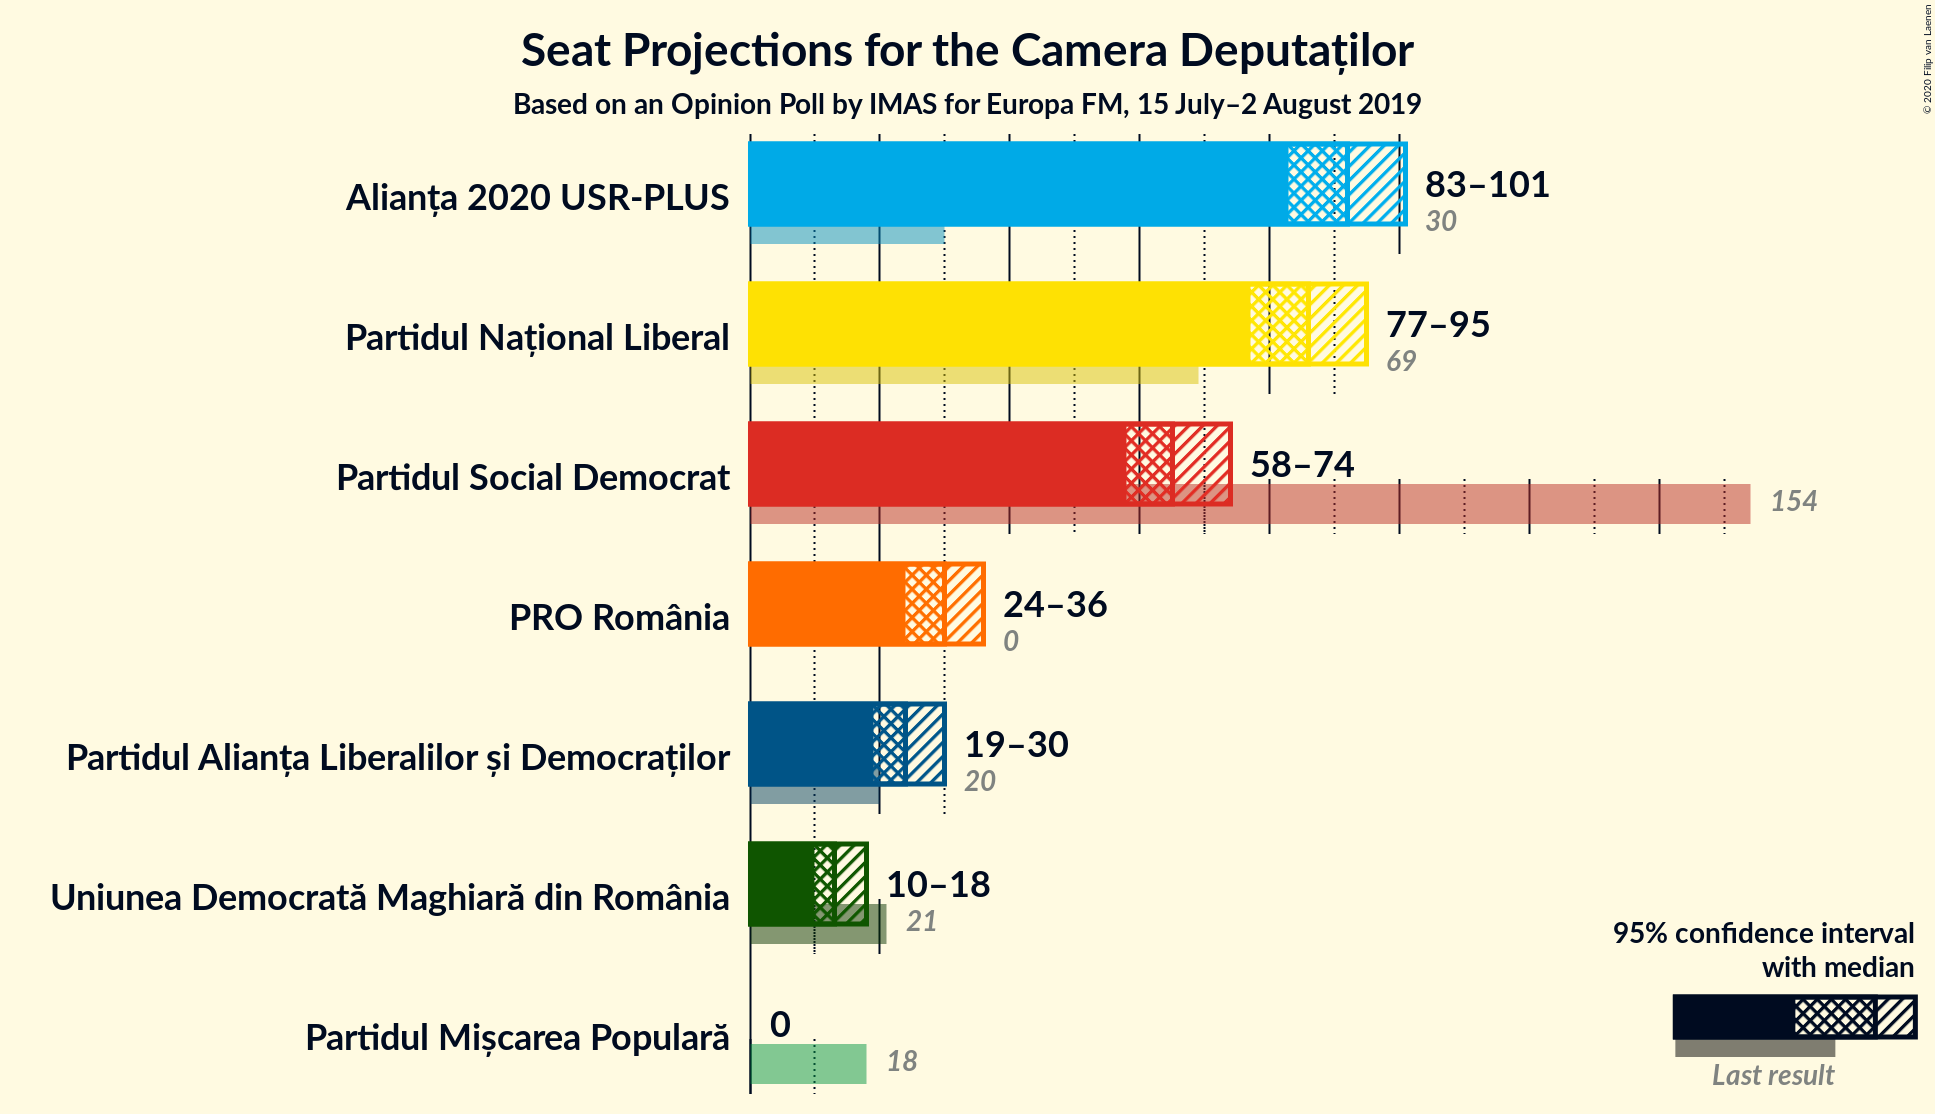 Seat Projections for the Camera Deputaților
Based on an Opinion Poll by IMAS for Europa FM, 15 July–2 August 2019
© 2020 Filip van Laenen
Alianța 2020 USR-PLUS
83–101
30
Partidul Național Liberal
77–95
69
Partidul Social Democrat
58–74
154
PRO România
24–36
0
Partidul Alianța Liberalilor și Democraților
19–30
20
Uniunea Democrată Maghiară din România
10–18
21
Partidul Mișcarea Populară
0
18
95% confidence interval
with median
Last result